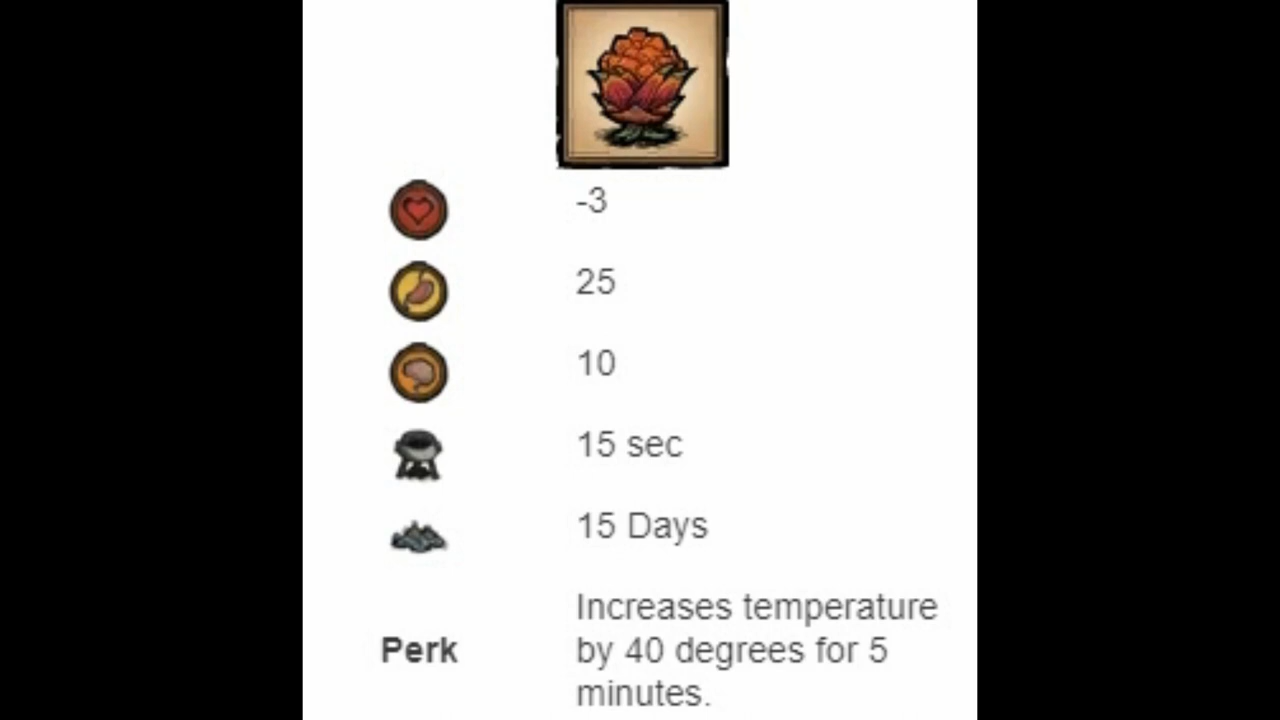 -3
25
10
15 sec
15 Days
Increases temperature
Perk
by 40 degrees for 5
minutes.